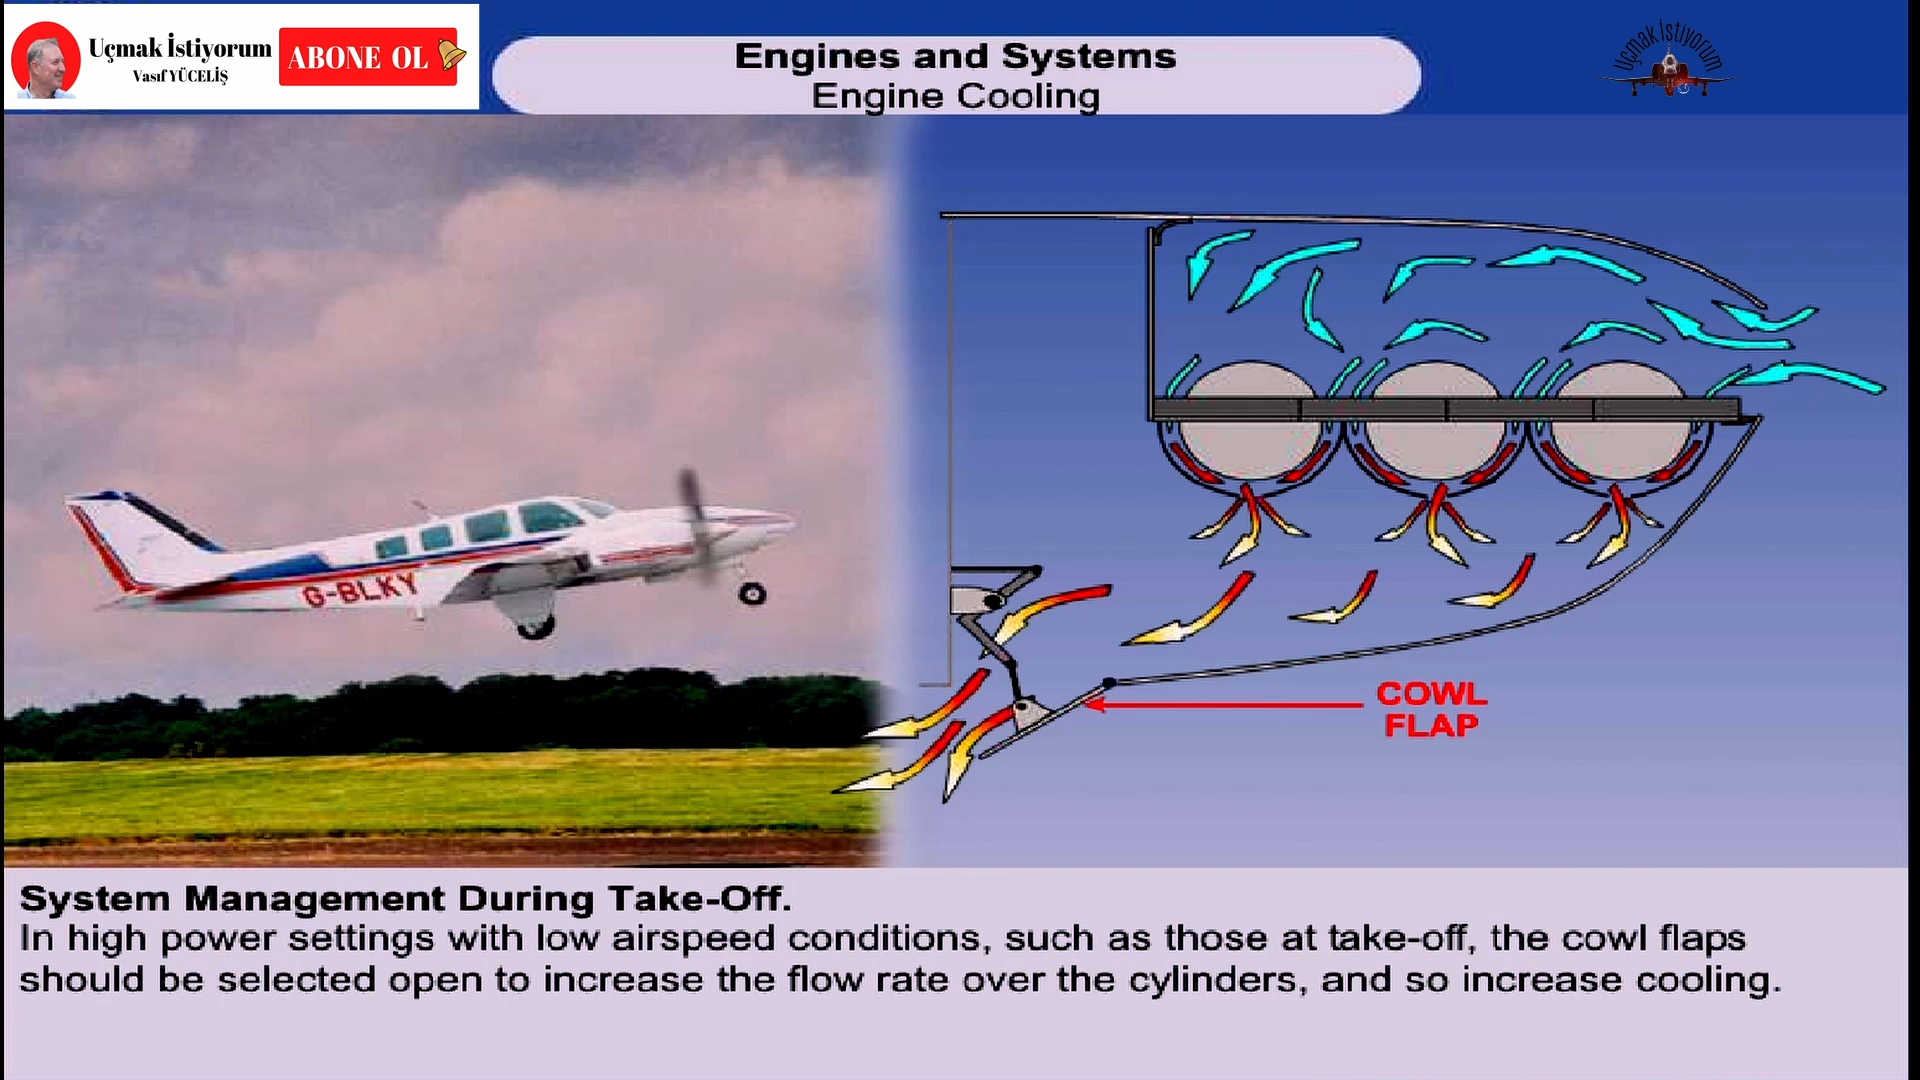 Uçmak İstiyorum
Vasıf YÜCELİŞ
ABONE OL
Engines and Systems
Engine Cooling
Uçmak İstiyorum
G-BLKY
COWL
FLAP
System Management During Take-Off.
In high power settings with low airspeed conditions, such as those at take-off, the cowl flaps
should be selected open to increase the flow rate over the cylinders, and so increase cooling.